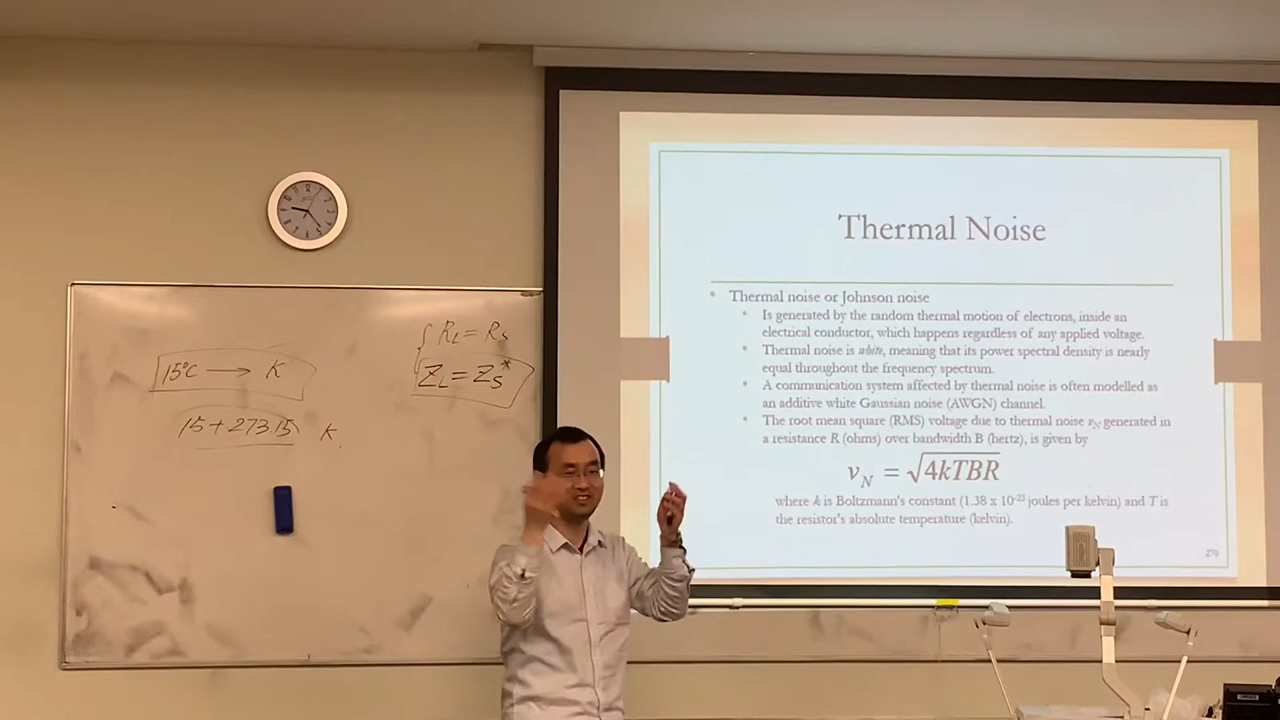 15°C → K
15+273.15 K.
R_L = R_S
Z_L = Z_S*
Thermal Noise
• Thermal noise or Johnson noise
• Is generated by the random thermal motion of electrons, inside an
electrical conductor, which happens regardless of any applied voltage.
• Thermal noise is white, meaning that its power spectral density is nearly
equal throughout the frequency spectrum.
• A communication system affected by thermal noise is often modelled as
an additive white Gaussian noise (AWGN) channel.
• The root mean square (RMS) voltage due to thermal noise v_N generated in
a resistance R (ohms) over bandwidth B (hertz), is given by
v_N = √4kTBR
where k is Boltzmann's constant (1.38 x 10⁻²³ joules per kelvin) and T is
the resistor's absolute temperature (kelvin).